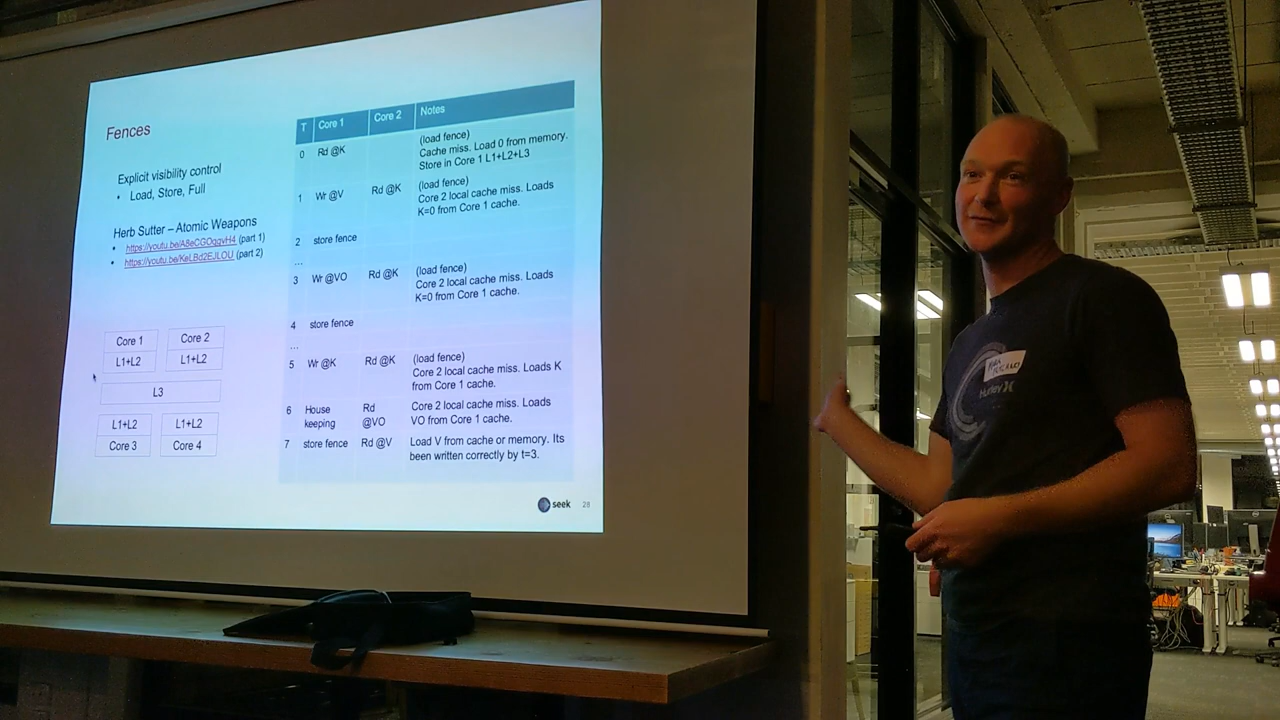 Fences
Explicit visibility control
• Load, Store, Full
Herb Sutter – Atomic Weapons
• https://youtu.be/A8eCGOqgvH4 (part 1)
• https://youtu.be/KeLBd2EJLOU (part 2)
Core 1 Core 2
L1+L2 L1+L2
L3
L1+L2 L1+L2
Core 3 Core 4
T Core 1 Core 2 Notes
0 Rd @K (load fence)
Cache miss. Load 0 from memory.
Store in Core 1 L1+L2+L3
1 Wr @V Rd @K (load fence)
Core 2 local cache miss. Loads
K=0 from Core 1 cache.
2 store fence
...
3 Wr @VO Rd @K (load fence)
Core 2 local cache miss. Loads
K=0 from Core 1 cache.
4 store fence
...
5 Wr @K Rd @K (load fence)
Core 2 local cache miss. Loads K
from Core 1 cache.
6 House keeping Rd @VO Core 2 local cache miss. Loads
VO from Core 1 cache.
7 store fence Rd @V Load V from cache or memory. Its
been written correctly by t=3.
seek 28
Hurley